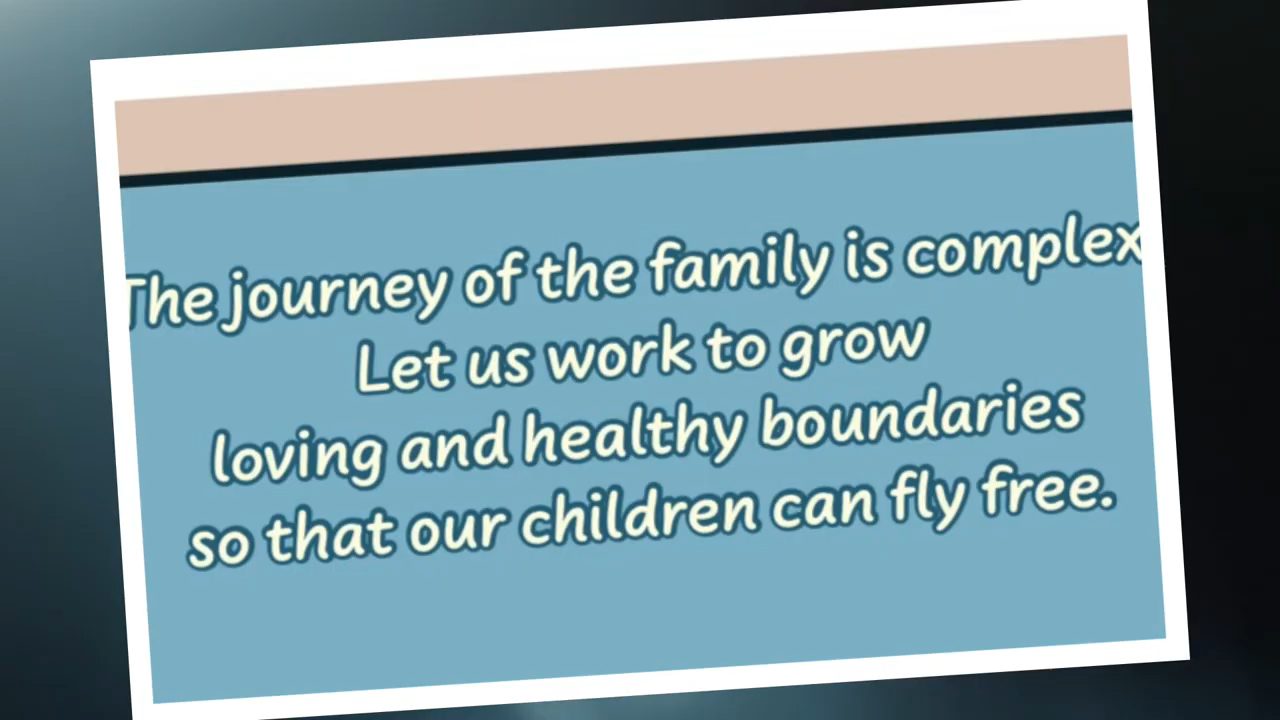 The journey of the family is complex
Let us work to grow
loving and healthy boundaries
so that our children can fly free.